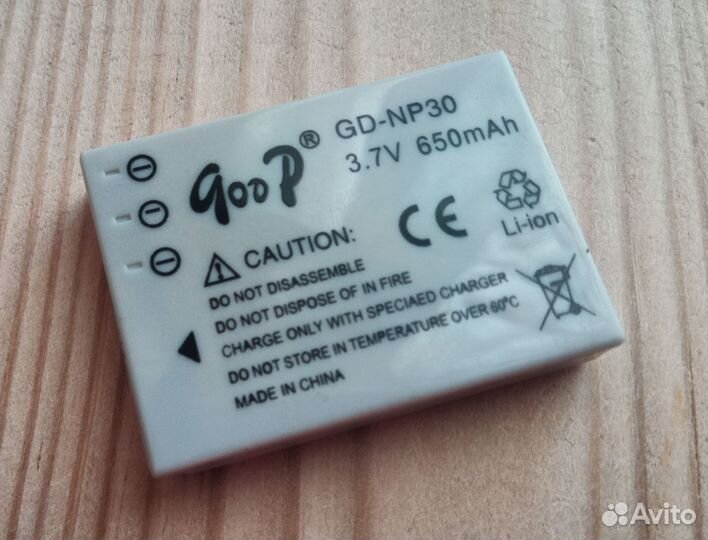 gooP®
GD-NP30
3.7V 650mAh
CE
Li-ion
CAUTION:
DO NOT DISASSEMBLE
DO NOT DISPOSE OF IN FIRE
CHARGE ONLY WITH SPECIAED CHARGER
DO NOT STORE IN TEMPERATURE OVER 60℃
MADE IN CHINA
Avito